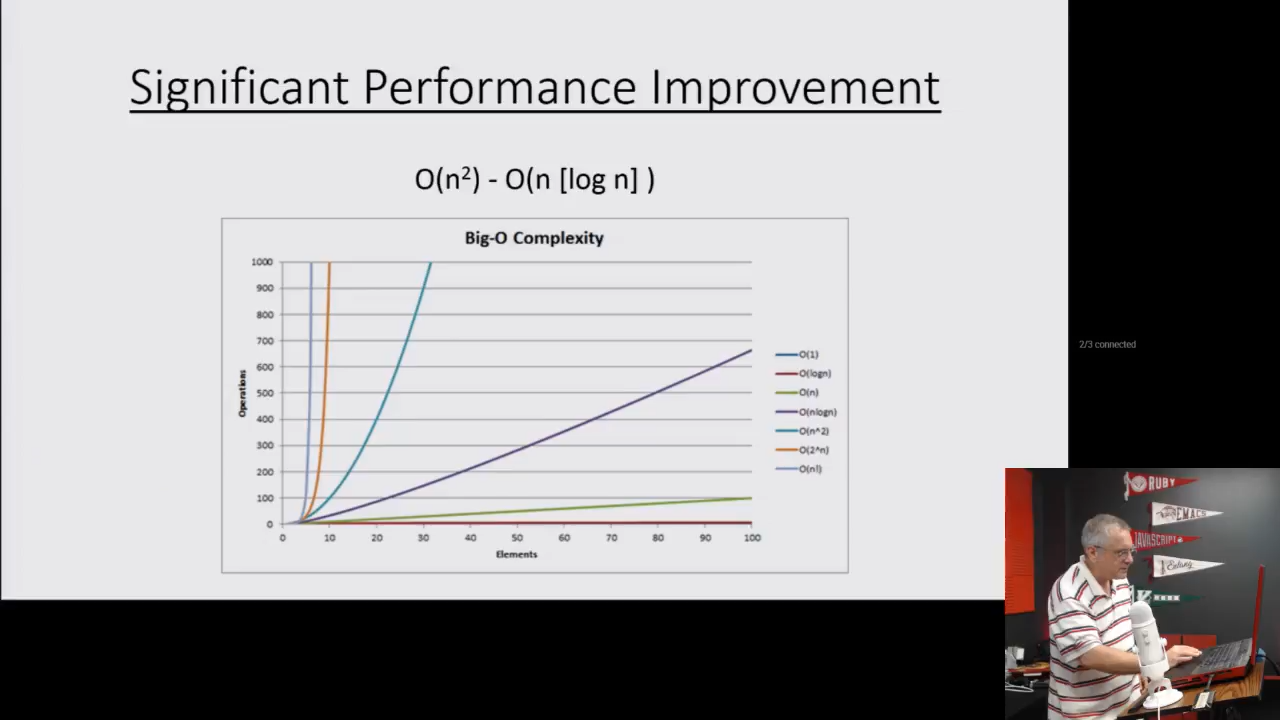 Significant Performance Improvement
O(n²) - O(n [log n] )
Big-O Complexity
1000
900
800
700
600
500
400
300
200
100
0
Operations
0 10 20 30 40 50 60 70 80 90 100
Elements
O(1)
O(logn)
O(n)
O(nlogn)
O(n^2)
O(2^n)
O(n!)
2/3 connected
RUBY
EMACS
JAVASCRIPT
Erlang